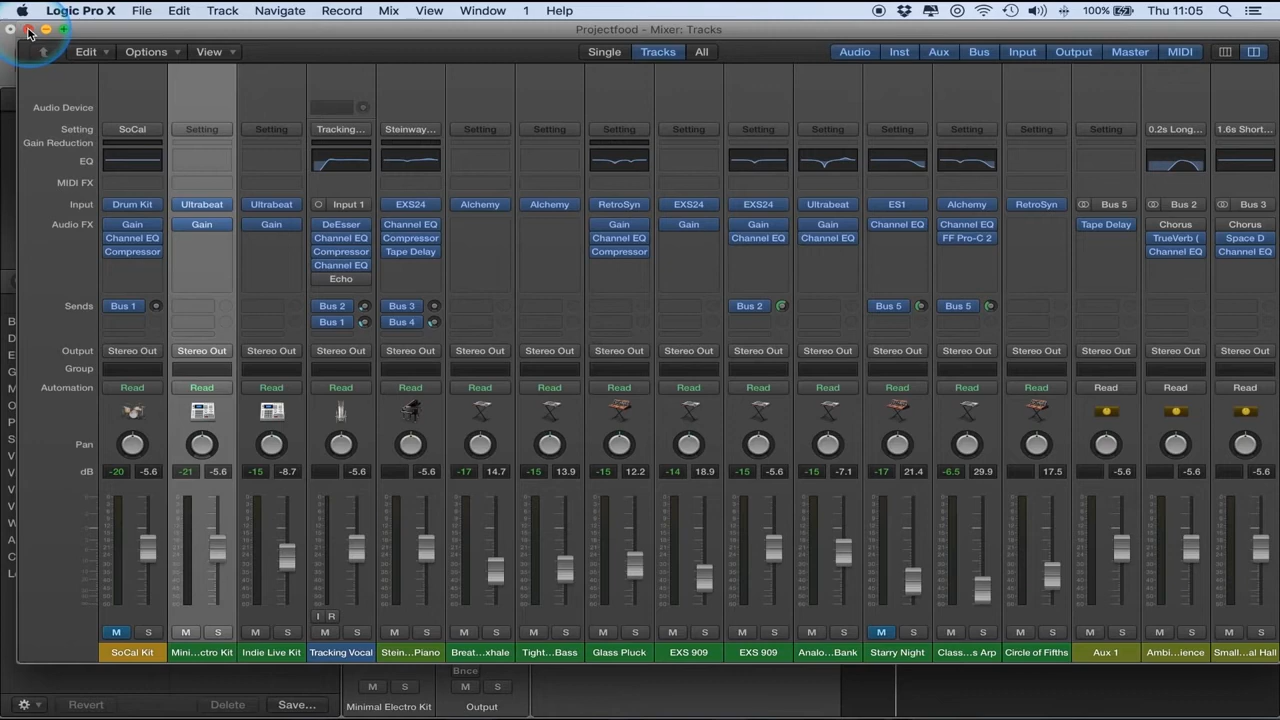 Logic Pro X File Edit Track Navigate Record Mix View Window 1 Help 100% Thu 11:05
Projectfood - Mixer: Tracks
Edit Options View Single Tracks All Audio Inst Aux Bus Input Output Master MIDI
Audio Device
Setting SoCal Setting Setting Tracking... Steinway... Setting Setting Setting Setting Setting Setting Setting Setting Setting Setting 0.2s Long... 1.6s Short...
Gain Reduction
EQ
MIDI FX
Input Drum Kit Ultrabeat Ultrabeat Input 1 EXS24 Alchemy Alchemy RetroSyn EXS24 EXS24 Ultrabeat ES1 Alchemy RetroSyn Bus 5 Bus 2 Bus 3
Audio FX Gain Gain Gain DeEsser Channel EQ Gain Gain Gain Gain Channel EQ Channel EQ Tape Delay Chorus Chorus
Channel EQ Channel EQ Compressor Channel EQ Channel EQ Channel EQ FF Pro-C 2 TrueVerb ( Space D
Compressor Compressor Tape Delay Compressor Channel EQ Channel EQ
Channel EQ
Echo
Sends Bus 1 Bus 2 Bus 3 Bus 2 Bus 5 Bus 5
Bus 1 Bus 4
Output Stereo Out Stereo Out Stereo Out Stereo Out Stereo Out Stereo Out Stereo Out Stereo Out Stereo Out Stereo Out Stereo Out Stereo Out Stereo Out Stereo Out Stereo Out Stereo Out Stereo Out
Group
Automation Read Read Read Read Read Read Read Read Read Read Read Read Read Read Read Read Read
Pan
dB -20 -5.6 -21 -5.6 -15 -8.7 -5.6 -5.6 -17 14.7 -15 13.9 -15 12.2 -14 18.9 -15 -5.6 -15 -7.1 -17 21.4 -6.5 29.9 17.5 -5.6 -5.6 -5.6
I R
M S M S M S M S M S M S M S M S M S M S M S M S M S M S M S M S M S
SoCal Kit Mini...ctro Kit Indie Live Kit Tracking Vocal Stein...Piano Breat...xhale Tight...Bass Glass Pluck EXS 909 EXS 909 Analo...Bank Starry Night Class...s Arp Circle of Fifths Aux 1 Ambi...ience Small...al Hall
Bnce
M S M S
Revert Delete Save... Minimal Electro Kit Output